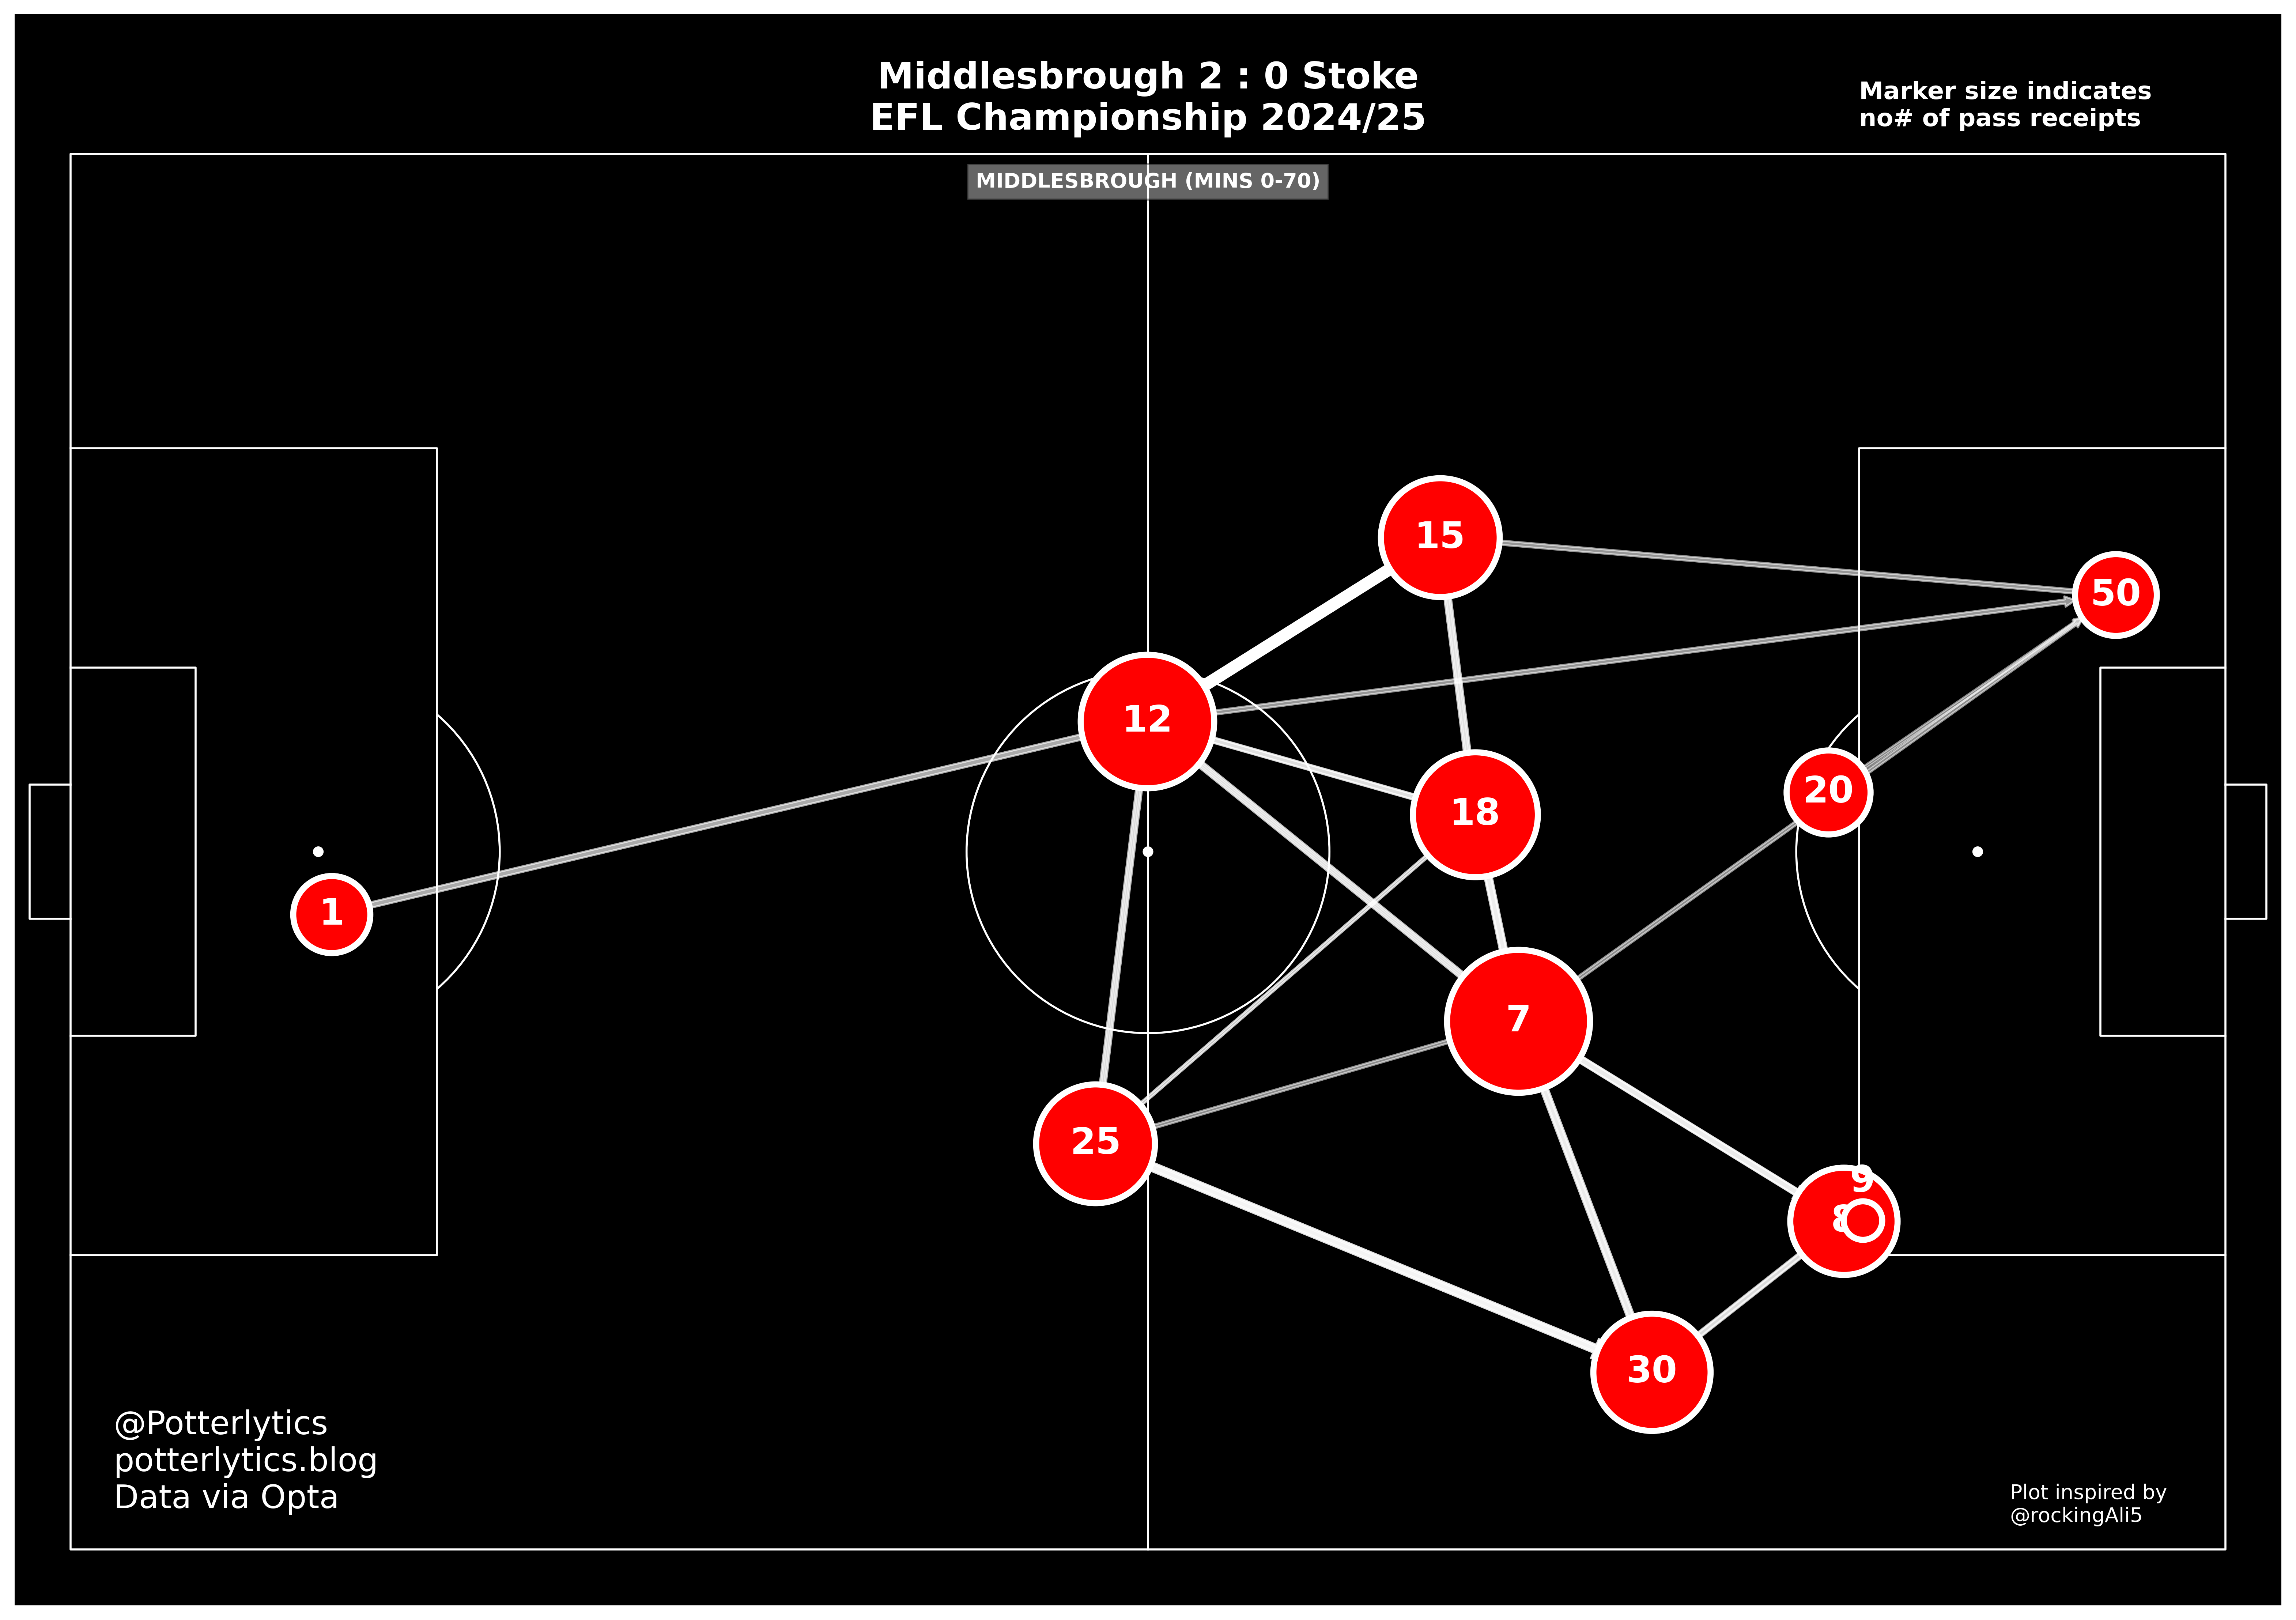 Middlesbrough 2 : 0 Stoke
EFL Championship 2024/25
Marker size indicates
no# of pass receipts
MIDDLESBROUGH (MINS 0-70)
15
50
12
20
18
1
7
25
9
8
30
@Potterlytics
potterlytics.blog
Data via Opta
Plot inspired by
@rockingAli5